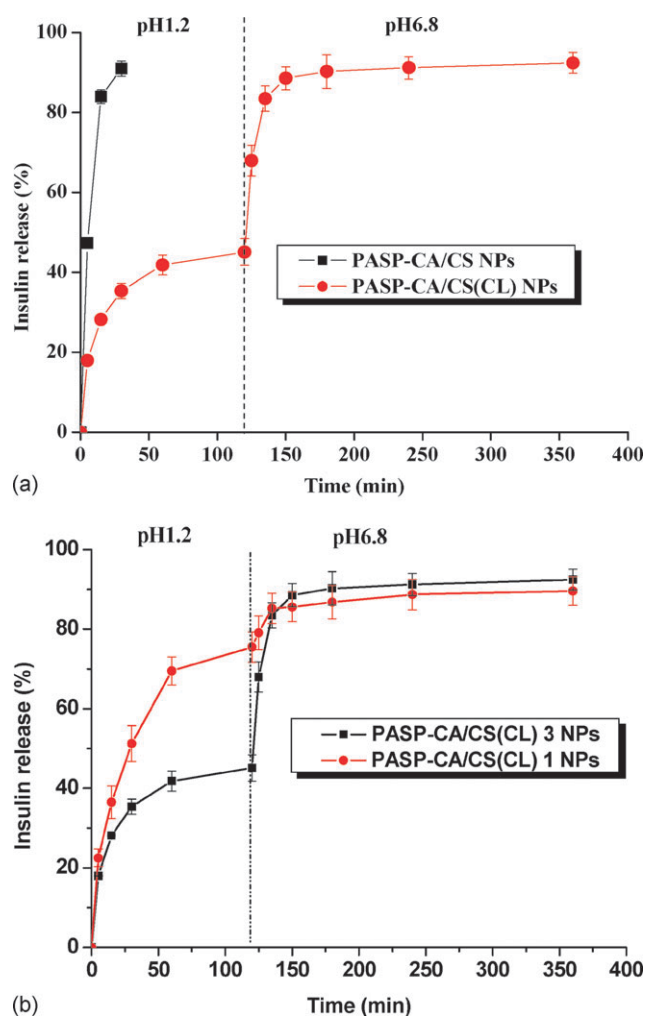 pH1.2 pH6.8
100
80
60
40
20
0
Insulin release (%)
PASP-CA/CS NPs
PASP-CA/CS(CL) NPs
0 50 100 150 200 250 300 350 400
Time (min)
(a)
pH1.2 pH6.8
100
80
60
40
20
0
Insulin release (%)
PASP-CA/CS(CL) 3 NPs
PASP-CA/CS(CL) 1 NPs
0 50 100 150 200 250 300 350 400
Time (min)
(b)